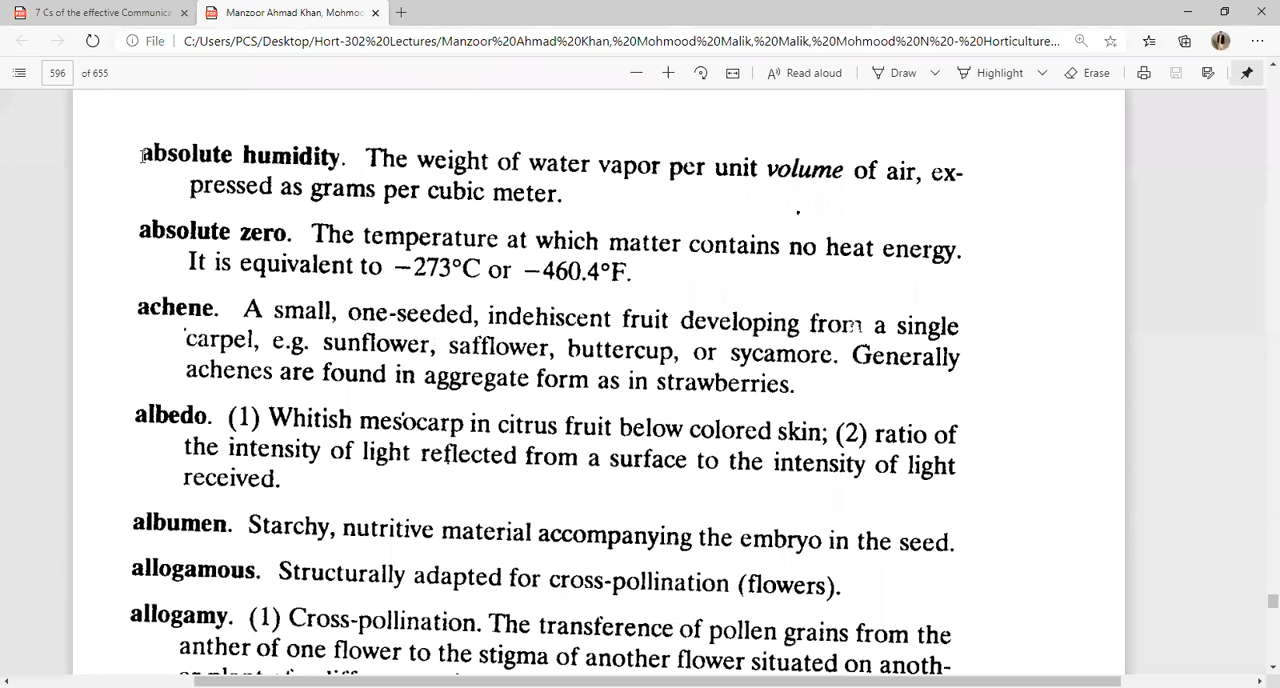 7 Cs of the effective Communica
Manzoor Ahmad Khan, Mohmoo
File
C:/Users/PCS/Desktop/Hort-302%20Lectures/Manzoor%20Ahmad%20Khan,%20Mohmood%20Malik,%20Malik,%20Mohmood%20N%20-%20Horticulture...
596 of 655
Read aloud
Draw
Highlight
Erase
absolute humidity. The weight of water vapor per unit volume of air, ex-
pressed as grams per cubic meter.
absolute zero. The temperature at which matter contains no heat energy.
It is equivalent to −273°C or −460.4°F.
achene. A small, one-seeded, indehiscent fruit developing from a single
carpel, e.g. sunflower, safflower, buttercup, or sycamore. Generally
achenes are found in aggregate form as in strawberries.
albedo. (1) Whitish mesocarp in citrus fruit below colored skin; (2) ratio of
the intensity of light reflected from a surface to the intensity of light
received.
albumen. Starchy, nutritive material accompanying the embryo in the seed.
allogamous. Structurally adapted for cross-pollination (flowers).
allogamy. (1) Cross-pollination. The transference of pollen grains from the
anther of one flower to the stigma of another flower situated on anoth-